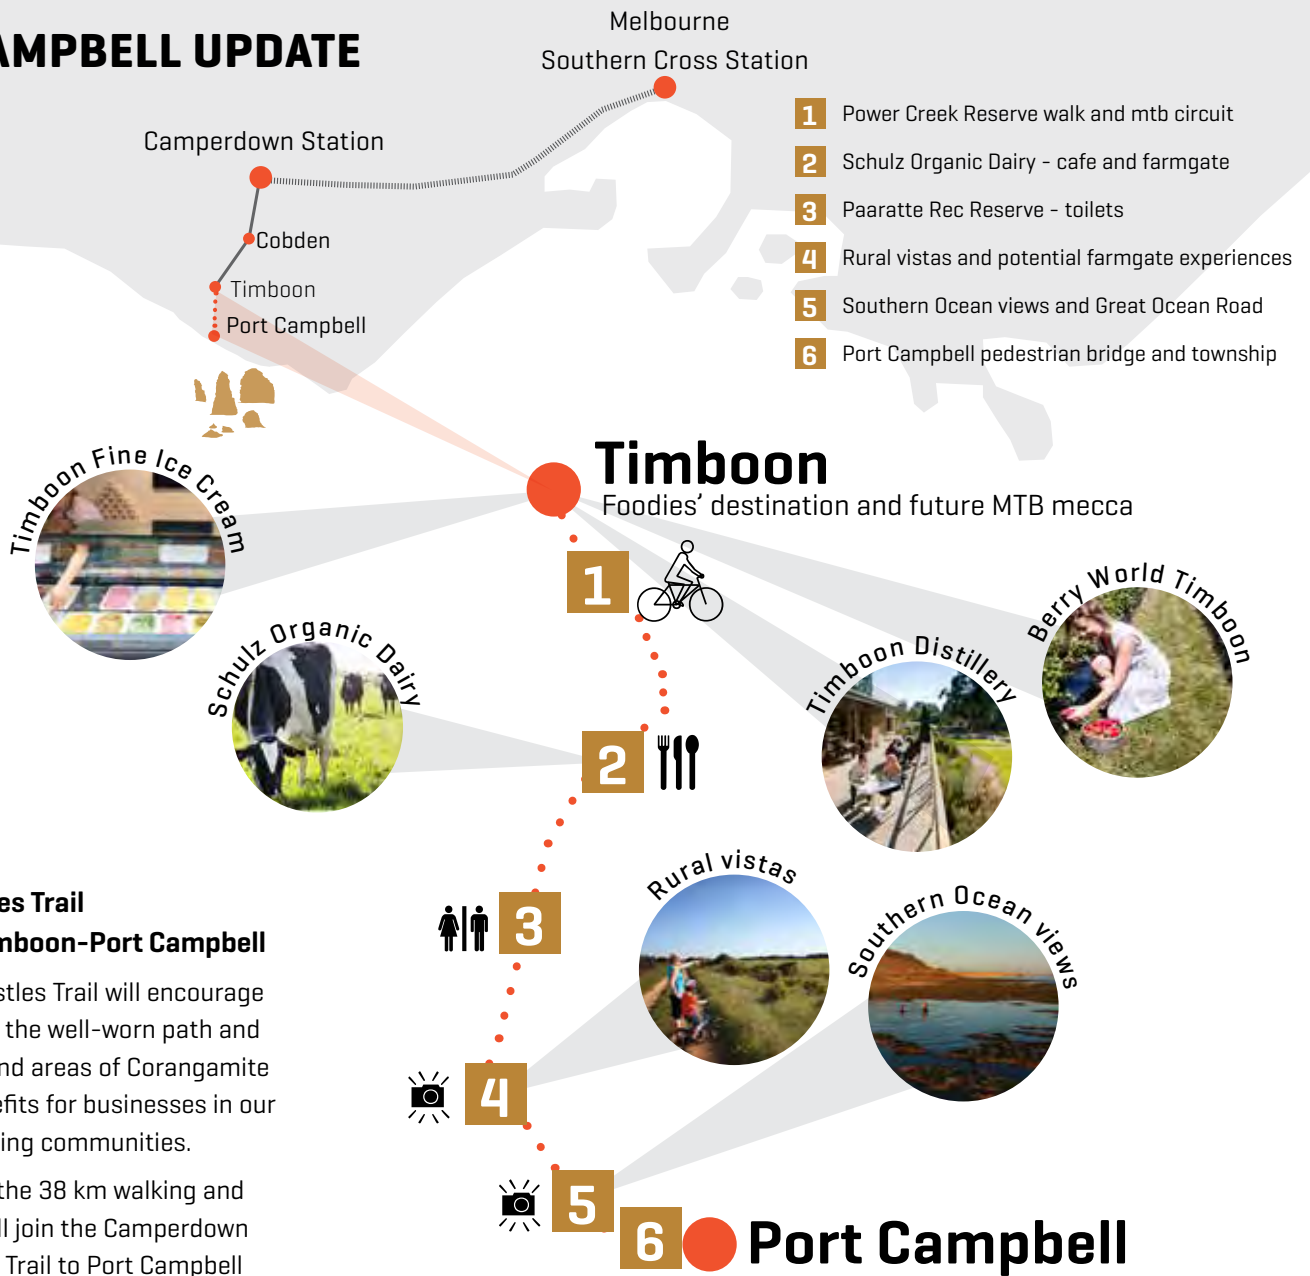 AMPBELL UPDATE
Melbourne
Southern Cross Station
Camperdown Station
Cobden
Timboon
Port Campbell
1 Power Creek Reserve walk and mtb circuit
2 Schulz Organic Dairy - cafe and farmgate
3 Paaratte Rec Reserve - toilets
4 Rural vistas and potential farmgate experiences
5 Southern Ocean views and Great Ocean Road
6 Port Campbell pedestrian bridge and township
Timboon
Foodies' destination and future MTB mecca
Timboon Fine Ice Cream
1
Berry World Timboon
Schulz Organic Dairy
Timboon Distillery
2
Rural vistas
Southern Ocean views
3
4
5
6
Port Campbell
es Trail
mboon-Port Campbell
stles Trail will encourage
the well-worn path and
nd areas of Corangamite
efits for businesses in our
ing communities.
the 38 km walking and
ll join the Camperdown
Trail to Port Campbell